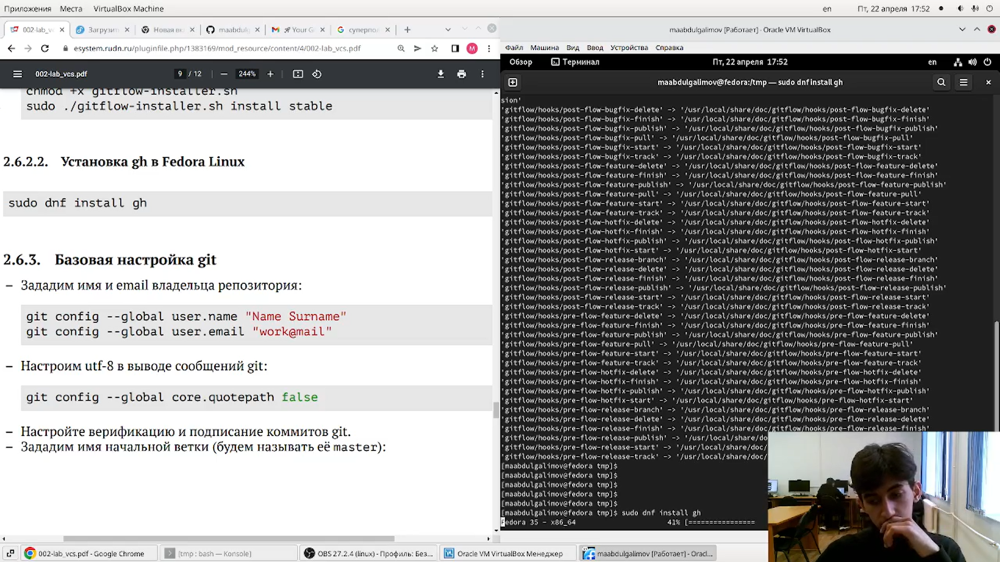 Приложения Места VirtualBox Machine
en Пт, 22 апреля 17:52
002-lab_vc Загрузит Новая вкл maabdulg Your G суперпол
esystem.rudn.ru/pluginfile.php/1383169/mod_resource/content/4/002-lab_vcs.pdf M
002-lab_vcs.pdf 9 / 12 − 244% +
chmod +x gitflow-installer.sh
sudo ./gitflow-installer.sh install stable
2.6.2.2. Установка gh в Fedora Linux
sudo dnf install gh
2.6.3. Базовая настройка git
– Зададим имя и email владельца репозитория:
git config --global user.name "Name Surname"
git config --global user.email "work@mail"
– Настроим utf-8 в выводе сообщений git:
git config --global core.quotepath false
– Настройте верификацию и подписание коммитов git.
– Зададим имя начальной ветки (будем называть её master):
maabdulgalimov [Работает] - Oracle VM VirtualBox
Файл Машина Вид Ввод Устройства Справка
Обзор Терминал Пт, 22 апреля 17:52 en
maabdulgalimov@fedora:/tmp — sudo dnf install gh
sion'
'gitflow/hooks/post-flow-bugfix-delete' -> '/usr/local/share/doc/gitflow/hooks/post-flow-bugfix-delete'
'gitflow/hooks/post-flow-bugfix-finish' -> '/usr/local/share/doc/gitflow/hooks/post-flow-bugfix-finish'
'gitflow/hooks/post-flow-bugfix-publish' -> '/usr/local/share/doc/gitflow/hooks/post-flow-bugfix-publish'
'gitflow/hooks/post-flow-bugfix-pull' -> '/usr/local/share/doc/gitflow/hooks/post-flow-bugfix-pull'
'gitflow/hooks/post-flow-bugfix-start' -> '/usr/local/share/doc/gitflow/hooks/post-flow-bugfix-start'
'gitflow/hooks/post-flow-bugfix-track' -> '/usr/local/share/doc/gitflow/hooks/post-flow-bugfix-track'
'gitflow/hooks/post-flow-feature-delete' -> '/usr/local/share/doc/gitflow/hooks/post-flow-feature-delete'
'gitflow/hooks/post-flow-feature-finish' -> '/usr/local/share/doc/gitflow/hooks/post-flow-feature-finish'
'gitflow/hooks/post-flow-feature-publish' -> '/usr/local/share/doc/gitflow/hooks/post-flow-feature-publish'
'gitflow/hooks/post-flow-feature-pull' -> '/usr/local/share/doc/gitflow/hooks/post-flow-feature-pull'
'gitflow/hooks/post-flow-feature-start' -> '/usr/local/share/doc/gitflow/hooks/post-flow-feature-start'
'gitflow/hooks/post-flow-feature-track' -> '/usr/local/share/doc/gitflow/hooks/post-flow-feature-track'
'gitflow/hooks/post-flow-hotfix-delete' -> '/usr/local/share/doc/gitflow/hooks/post-flow-hotfix-delete'
'gitflow/hooks/post-flow-hotfix-finish' -> '/usr/local/share/doc/gitflow/hooks/post-flow-hotfix-finish'
'gitflow/hooks/post-flow-hotfix-publish' -> '/usr/local/share/doc/gitflow/hooks/post-flow-hotfix-publish'
'gitflow/hooks/post-flow-hotfix-start' -> '/usr/local/share/doc/gitflow/hooks/post-flow-hotfix-start'
'gitflow/hooks/post-flow-release-branch' -> '/usr/local/share/doc/gitflow/hooks/post-flow-release-branch'
'gitflow/hooks/post-flow-release-delete' -> '/usr/local/share/doc/gitflow/hooks/post-flow-release-delete'
'gitflow/hooks/post-flow-release-finish' -> '/usr/local/share/doc/gitflow/hooks/post-flow-release-finish'
'gitflow/hooks/post-flow-release-publish' -> '/usr/local/share/doc/gitflow/hooks/post-flow-release-publish'
'gitflow/hooks/post-flow-release-start' -> '/usr/local/share/doc/gitflow/hooks/post-flow-release-start'
'gitflow/hooks/post-flow-release-track' -> '/usr/local/share/doc/gitflow/hooks/post-flow-release-track'
'gitflow/hooks/pre-flow-feature-delete' -> '/usr/local/share/doc/gitflow/hooks/pre-flow-feature-delete'
'gitflow/hooks/pre-flow-feature-finish' -> '/usr/local/share/doc/gitflow/hooks/pre-flow-feature-finish'
'gitflow/hooks/pre-flow-feature-publish' -> '/usr/local/share/doc/gitflow/hooks/pre-flow-feature-publish'
'gitflow/hooks/pre-flow-feature-pull' -> '/usr/local/share/doc/gitflow/hooks/pre-flow-feature-pull'
'gitflow/hooks/pre-flow-feature-start' -> '/usr/local/share/doc/gitflow/hooks/pre-flow-feature-start'
'gitflow/hooks/pre-flow-feature-track' -> '/usr/local/share/doc/gitflow/hooks/pre-flow-feature-track'
'gitflow/hooks/pre-flow-hotfix-delete' -> '/usr/local/share/doc/gitflow/hooks/pre-flow-hotfix-delete'
'gitflow/hooks/pre-flow-hotfix-finish' -> '/usr/local/share/doc/gitflow/hooks/pre-flow-hotfix-finish'
'gitflow/hooks/pre-flow-hotfix-publish' -> '/usr/local/share/doc/gitflow/hooks/pre-flow-hotfix-publish'
'gitflow/hooks/pre-flow-hotfix-start' -> '/usr/local/share/doc/gitflow/hooks/pre-flow-hotfix-start'
'gitflow/hooks/pre-flow-release-branch' -> '/usr/local/share/doc/gitflow/hooks/pre-flow-release-branch'
'gitflow/hooks/pre-flow-release-delete' -> '/usr/local/share/doc/gitflow/hooks/pre-flow-release-delete'
'gitflow/hooks/pre-flow-release-finish' -> '/usr/local/share/doc/gitflow/hooks/pre-flow-release-finish'
'gitflow/hooks/pre-flow-release-publish' -> '/usr/local/share/doc/
'gitflow/hooks/pre-flow-release-start' -> '/usr/local/share/doc/
'gitflow/hooks/pre-flow-release-track' -> '/usr/local/share/doc/
[maabdulgalimov@fedora tmp]$
[maabdulgalimov@fedora tmp]$
[maabdulgalimov@fedora tmp]$
[maabdulgalimov@fedora tmp]$
[maabdulgalimov@fedora tmp]$
[maabdulgalimov@fedora tmp]$ sudo dnf install gh
Fedora 35 - x86_64 41% [================
002-lab_vcs.pdf - Google Chrome [tmp : bash — Konsole] OBS 27.2.4 (linux) - Профиль: Без... Oracle VM VirtualBox Менеджер maabdulgalimov [Работает] - Oracl...